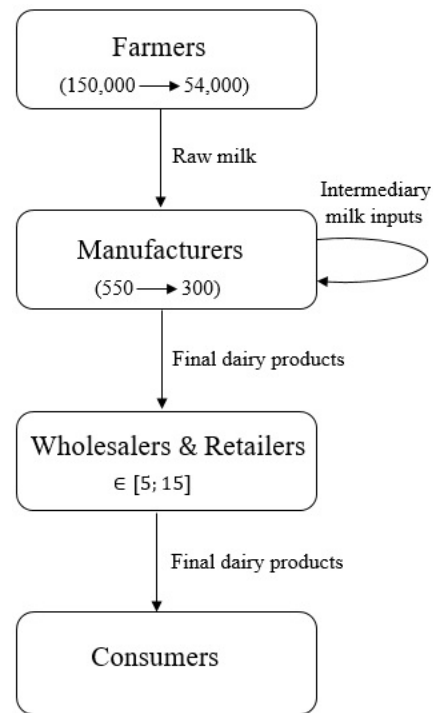 Farmers
(150,000 → 54,000)
Raw milk
Intermediary
milk inputs
Manufacturers
(550 → 300)
Final dairy products
Wholesalers & Retailers
∈ [5; 15]
Final dairy products
Consumers